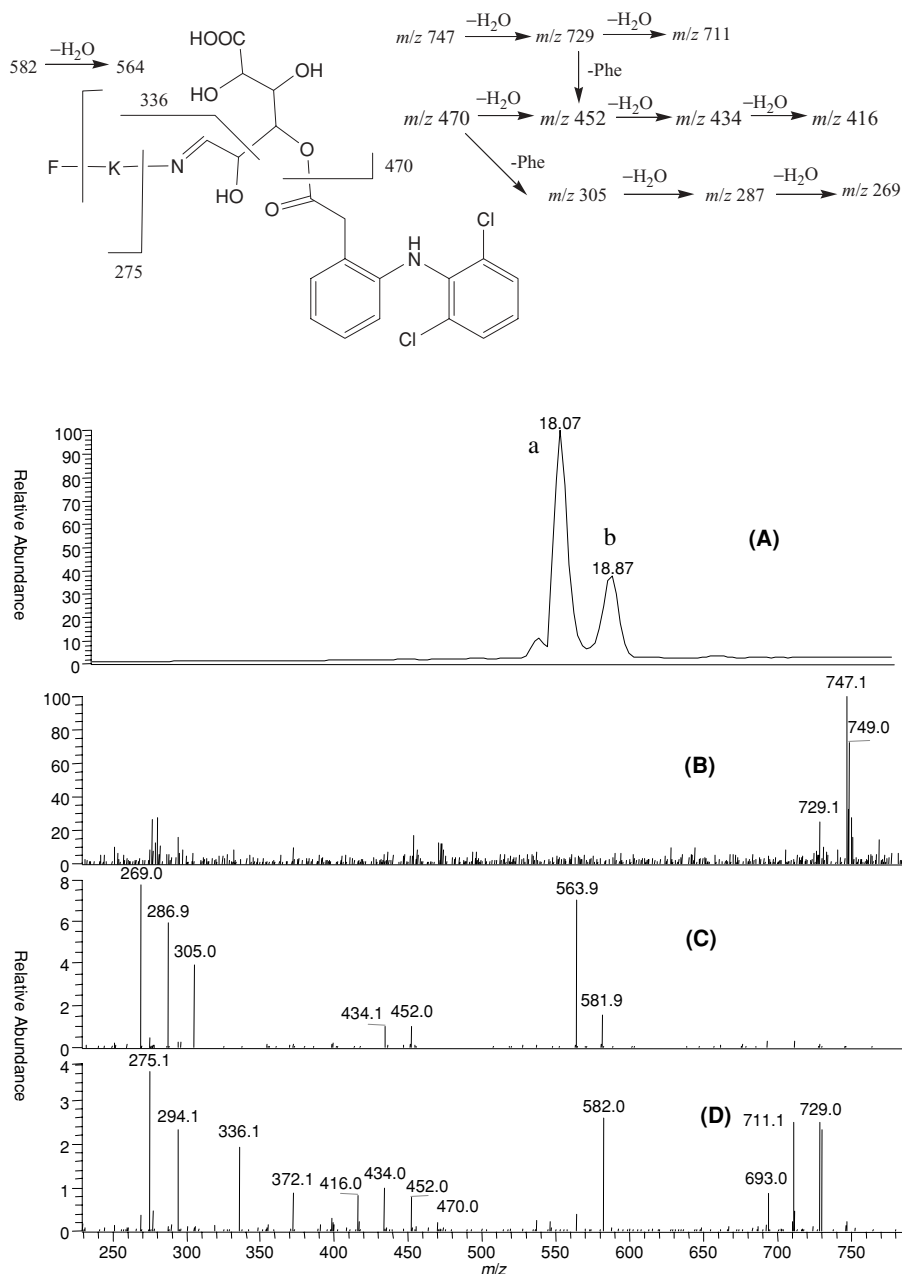 HOOC
m/z 747 –H₂O m/z 729 –H₂O m/z 711
582 –H₂O 564
HO OH
-Phe
336
m/z 470 –H₂O m/z 452 –H₂O m/z 434 –H₂O m/z 416
F K N O 470
-Phe
HO
m/z 305 –H₂O m/z 287 –H₂O m/z 269
O
Cl
H
N
275
Cl
Relative Abundance
100
90
80
70
60
50
40
30
20
10
0
a
18.07
b
18.87
(A)
100
80
60
40
20
0
747.1
749.0
729.1
(B)
Relative Abundance
8
6
4
2
0
269.0
286.9
305.0
434.1
452.0
563.9
581.9
(C)
4
3
2
1
0
275.1
294.1
336.1
372.1
416.0
434.0
452.0
470.0
582.0
693.0
711.1
729.0
(D)
250 300 350 400 450 500 550 600 650 700 750
m/z